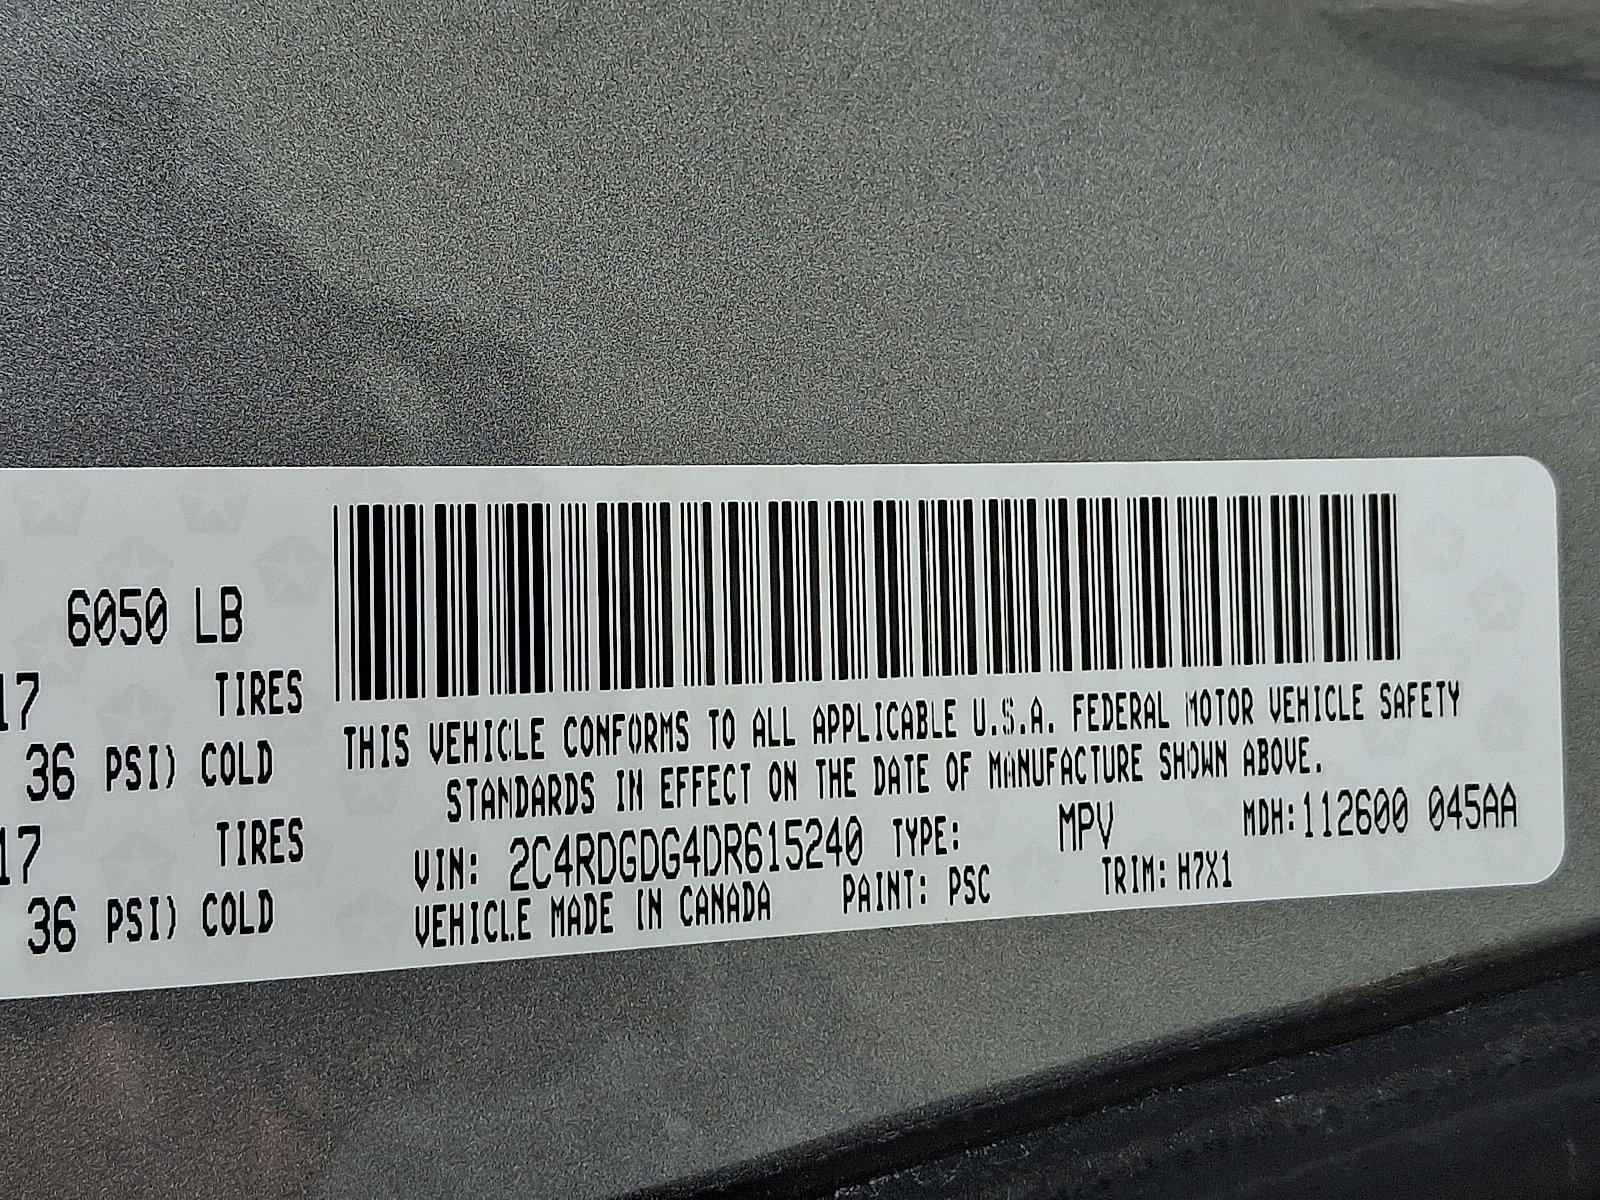 6050 LB
17 TIRES
36 PSI) COLD
17 TIRES
36 PSI) COLD
THIS VEHICLE CONFORMS TO ALL APPLICABLE U.S.A. FEDERAL MOTOR VEHICLE SAFETY
STANDARDS IN EFFECT ON THE DATE OF MANUFACTURE SHOWN ABOVE.
VIN: 2C4RDGDG4DR615240 TYPE: MPV MDH:112600 045AA
VEHICLE MADE IN CANADA PAINT: PSC TRIM: H7X1